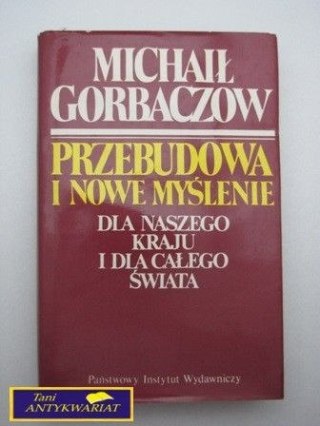 MICHAIŁ
GORBACZOW
PRZEBUDOWA
I NOWE MYŚLENIE
DLA NASZEGO
KRAJU
I DLA CAŁEGO
ŚWIATA
Państwowy Instytut Wydawniczy
Tani
ANTYKWARIAT